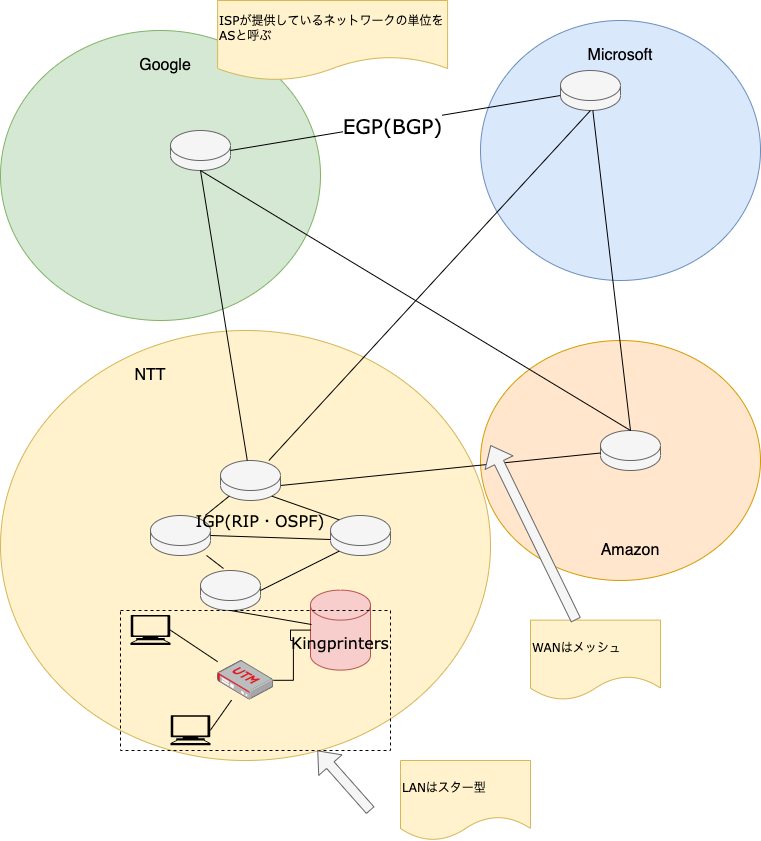 ISPが提供しているネットワークの単位を
ASと呼ぶ
Google
Microsoft
EGP(BGP)
NTT
IGP(RIP・OSPF)
Amazon
Kingprinters
UTM
WANはメッシュ
LANはスター型